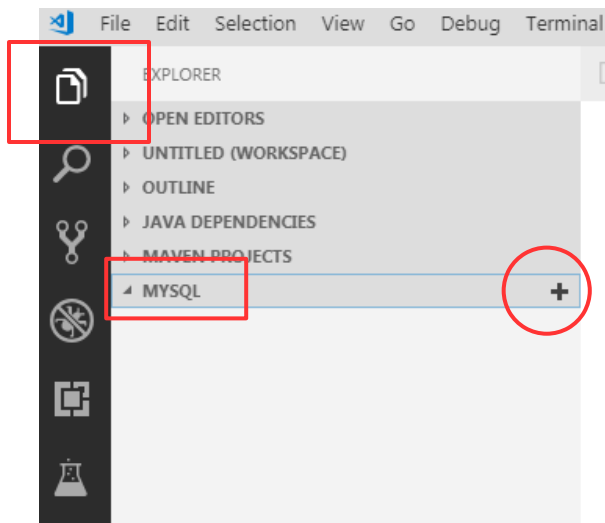 File Edit Selection View Go Debug Terminal
EXPLORER
OPEN EDITORS
UNTITLED (WORKSPACE)
OUTLINE
JAVA DEPENDENCIES
MAVEN PROJECTS
MYSQL